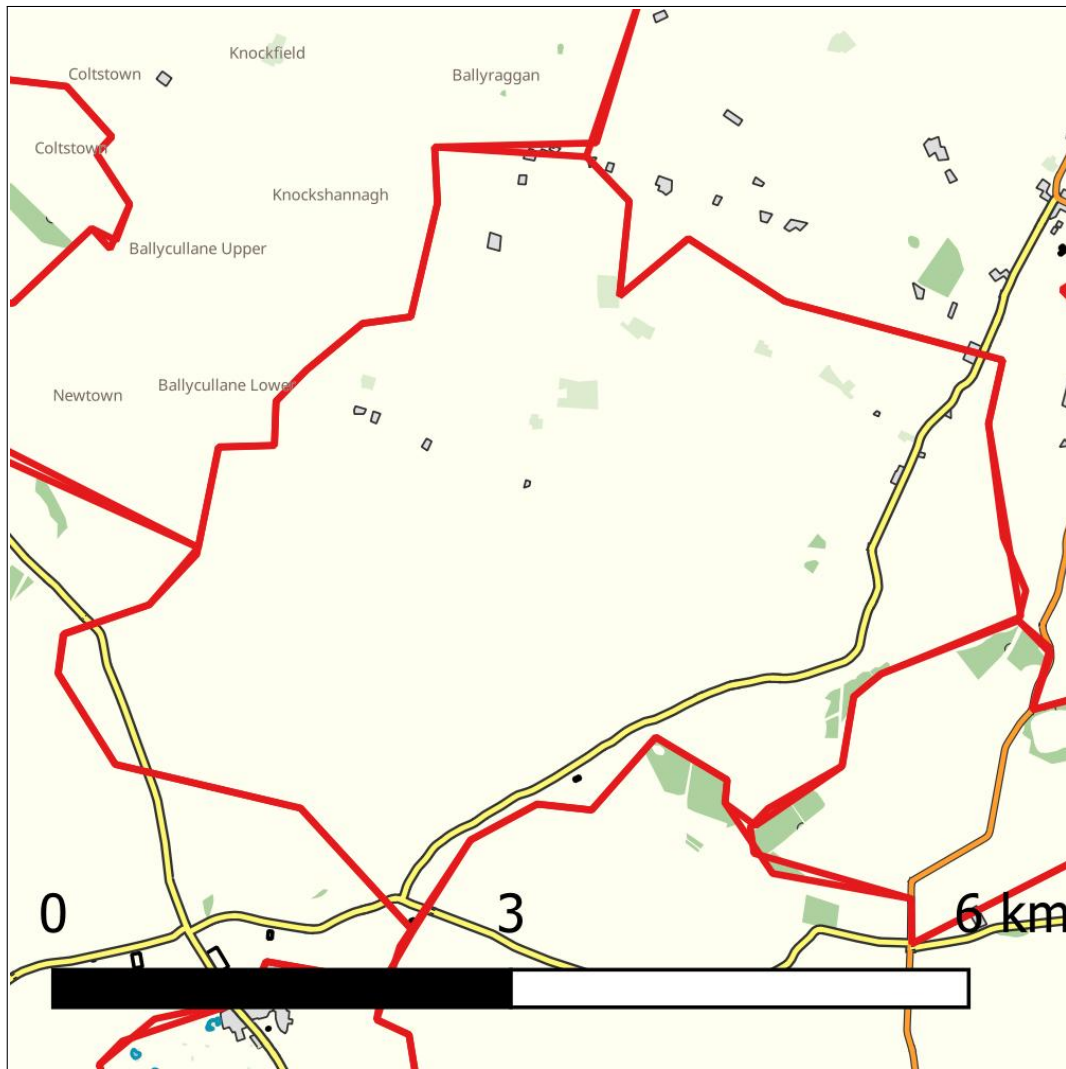 Knockfield
Coltstown
Ballyraggan
Coltstown
Knockshannagh
Ballycullane Upper
Ballycullane Lower
Newtown
0 3 6 km